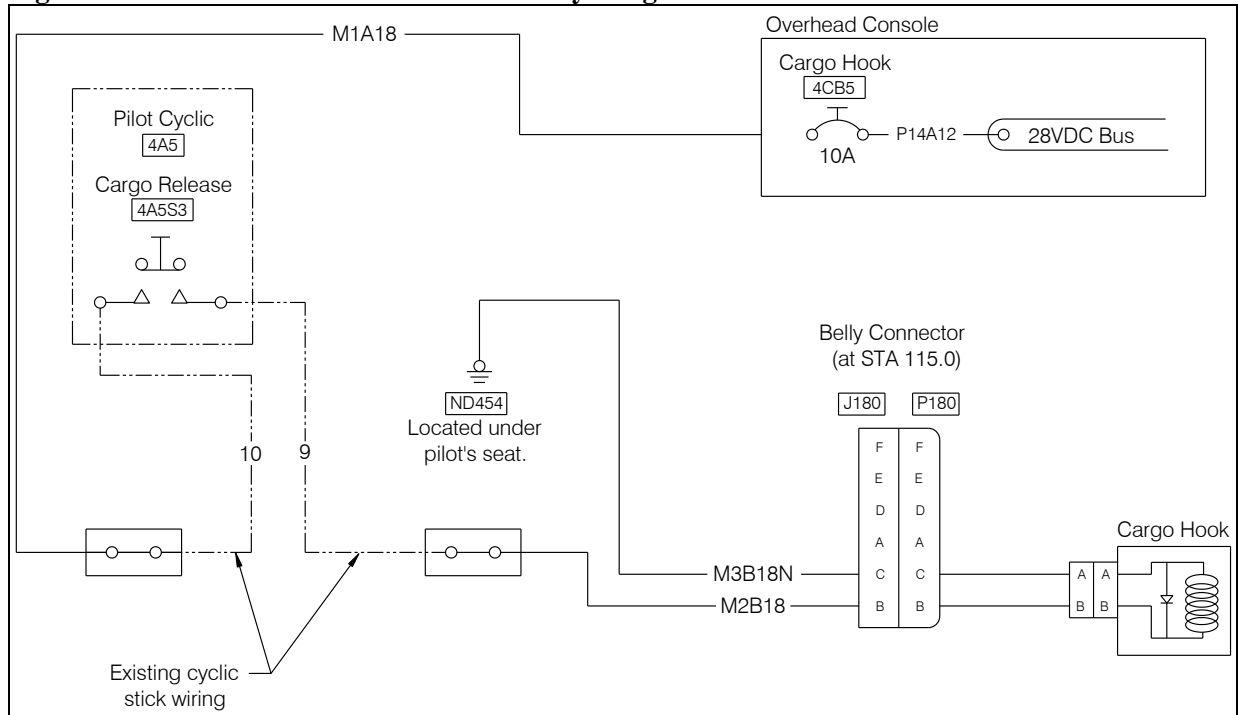 M1A18
Overhead Console
Cargo Hook
4CB5
10A
P14A12
28VDC Bus
Pilot Cyclic
4A5
Cargo Release
4A5S3
ND454
Located under
pilot's seat.
Belly Connector
(at STA 115.0)
J180 P180
F F
E E
D D
A A
C C
B B
10 9
M3B18N
M2B18
Cargo Hook
A A
B B
Existing cyclic
stick wiring